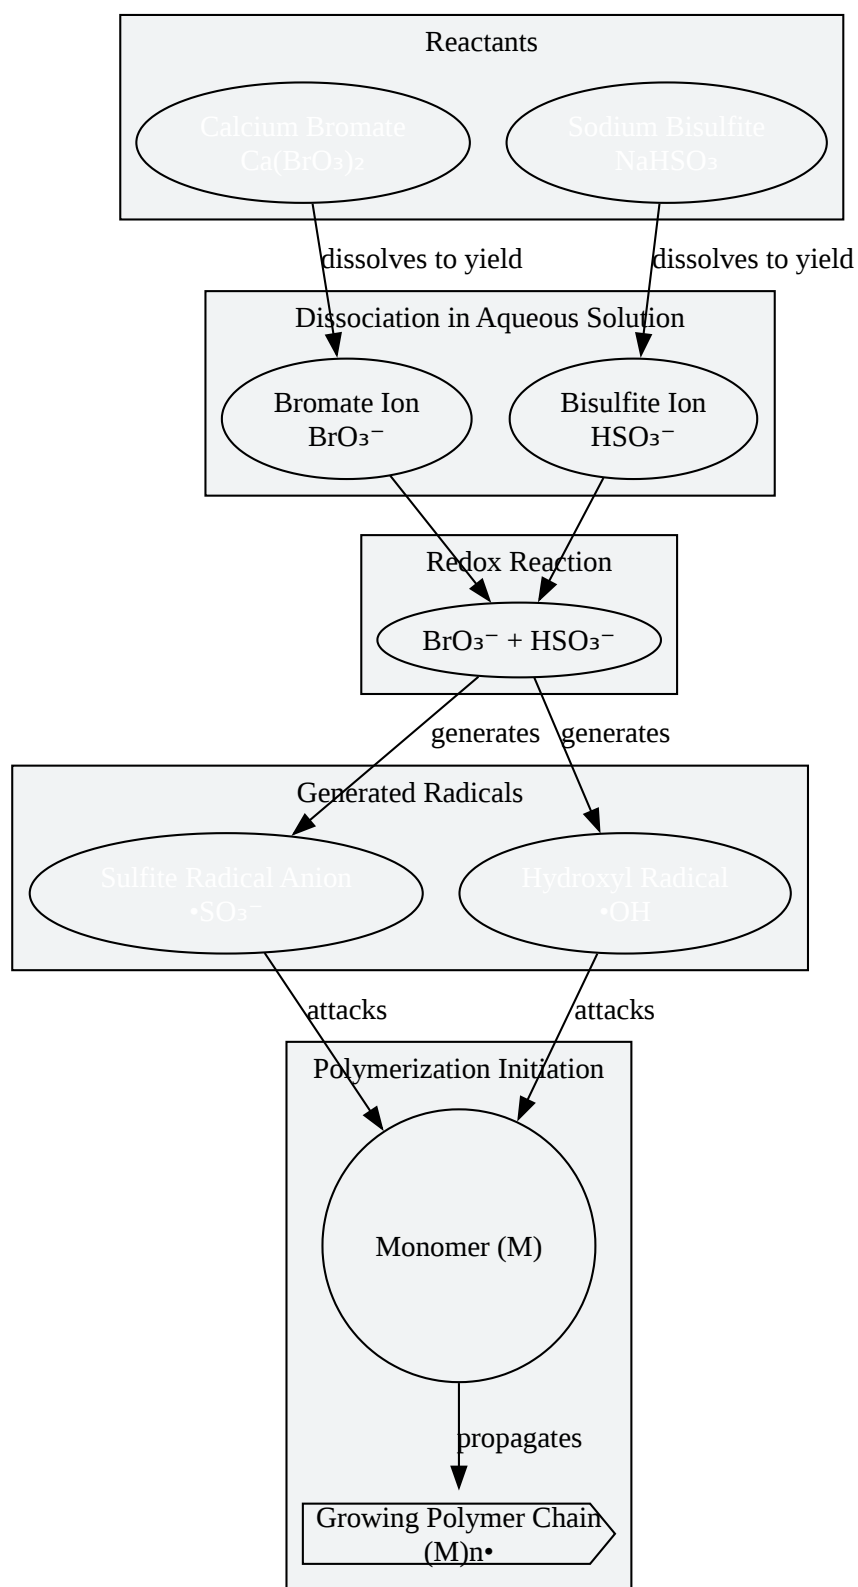 Reactants
Calcium Bromate
Ca(BrO₃)₂
Sodium Bisulfite
NaHSO₃
dissolves to yield
dissolves to yield
Dissociation in Aqueous Solution
Bromate Ion
BrO₃⁻
Bisulfite Ion
HSO₃⁻
Redox Reaction
BrO₃⁻ + HSO₃⁻
generates
generates
Generated Radicals
Sulfite Radical Anion
•SO₃⁻
Hydroxyl Radical
•OH
attacks
attacks
Polymerization Initiation
Monomer (M)
propagates
Growing Polymer Chain
(M)n•